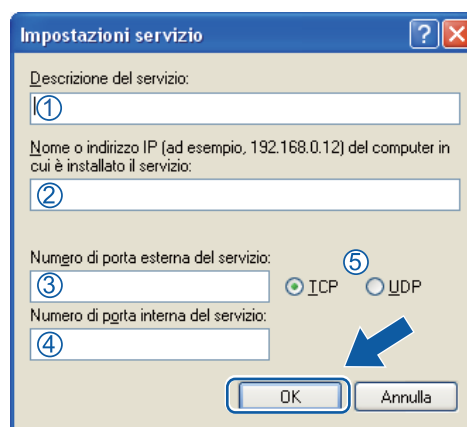 Impostazioni servizio
Descrizione del servizio:
①
Nome o indirizzo IP (ad esempio, 192.168.0.12) del computer in
cui è installato il servizio:
②
Numero di porta esterna del servizio:
⑤
③
TCP
UDP
Numero di porta interna del servizio:
④
OK
Annulla